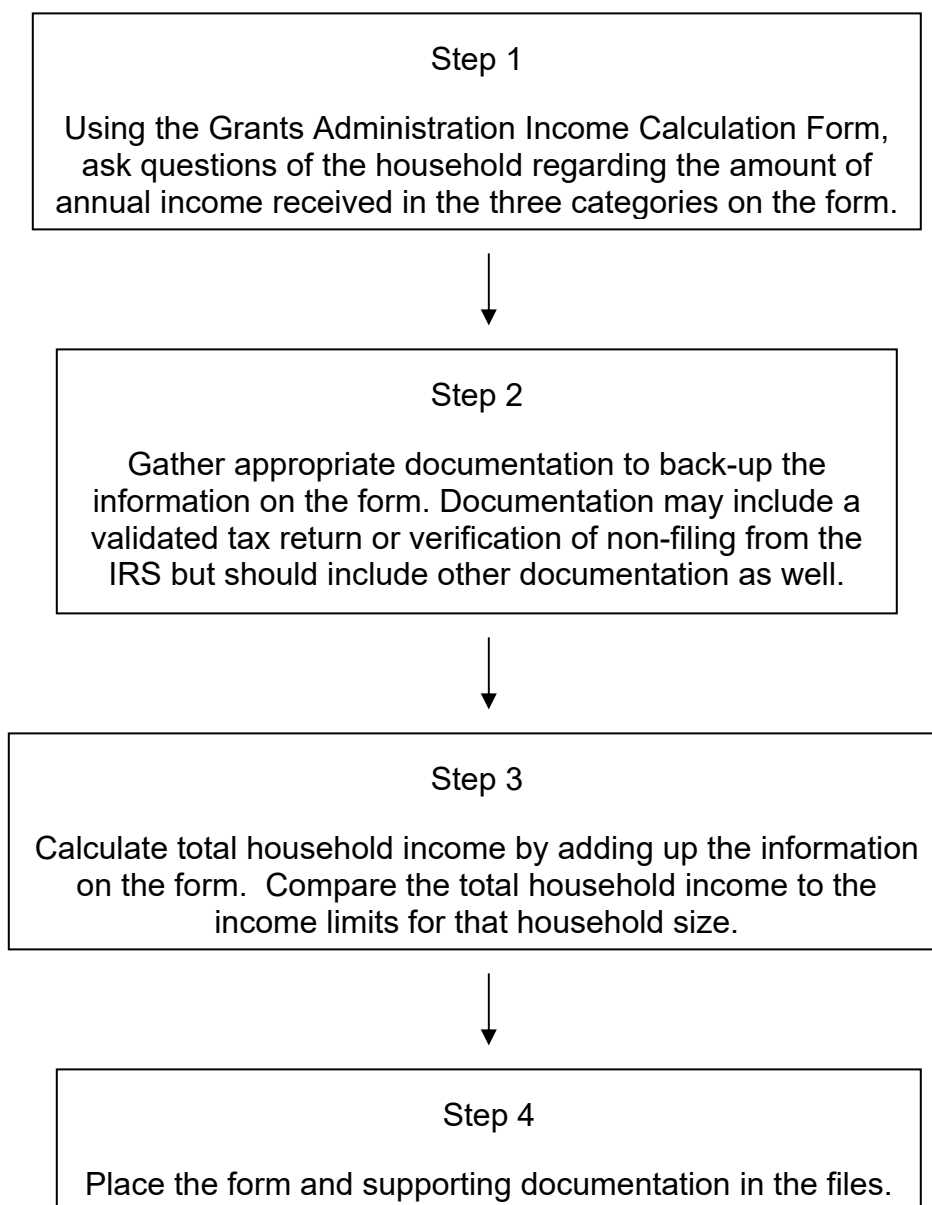 Step 1
Using the Grants Administration Income Calculation Form,
ask questions of the household regarding the amount of
annual income received in the three categories on the form.
Step 2
Gather appropriate documentation to back-up the
information on the form. Documentation may include a
validated tax return or verification of non-filing from the
IRS but should include other documentation as well.
Step 3
Calculate total household income by adding up the information
on the form.  Compare the total household income to the
income limits for that household size.
Step 4
Place the form and supporting documentation in the files.